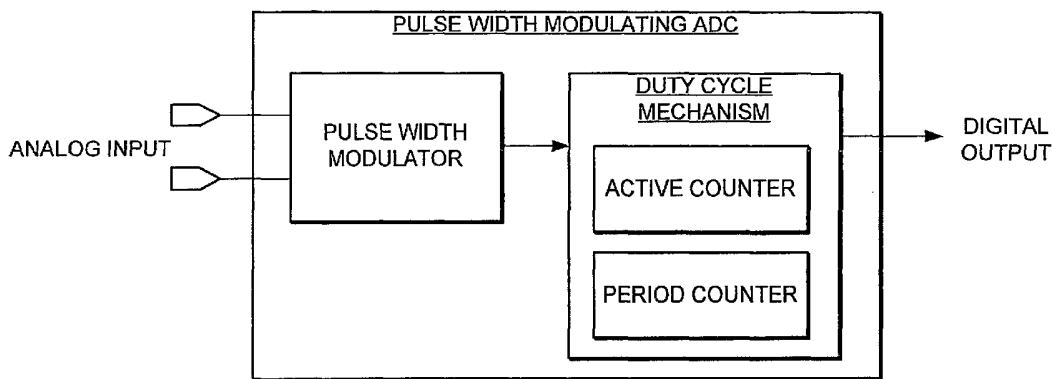 PULSE WIDTH MODULATING ADC
ANALOG INPUT
PULSE WIDTH
MODULATOR
DUTY CYCLE
MECHANISM
ACTIVE COUNTER
PERIOD COUNTER
DIGITAL
OUTPUT